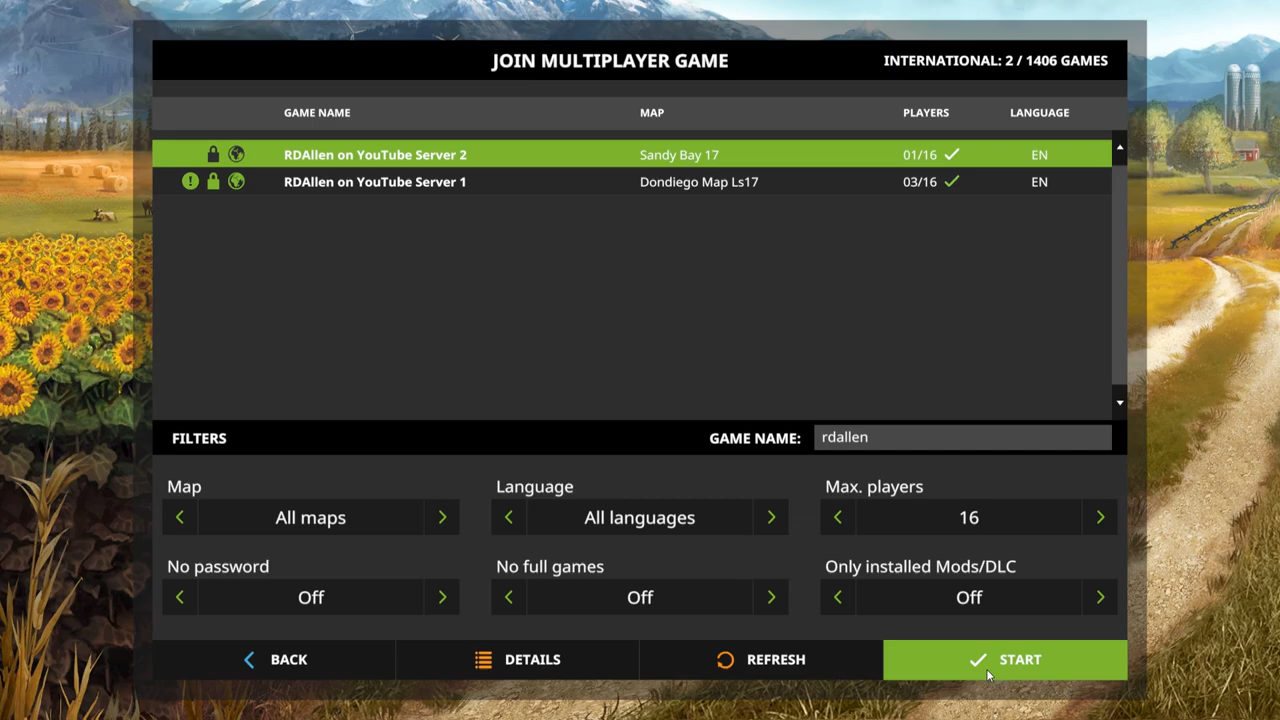 JOIN MULTIPLAYER GAME INTERNATIONAL: 2 / 1406 GAMES
GAME NAME MAP PLAYERS LANGUAGE
RDAllen on YouTube Server 2 Sandy Bay 17 01/16 EN
! RDAllen on YouTube Server 1 Dondiego Map Ls17 03/16 EN
FILTERS GAME NAME: rdallen
Map Language Max. players
All maps All languages 16
No password No full games Only installed Mods/DLC
Off Off Off
BACK DETAILS REFRESH START